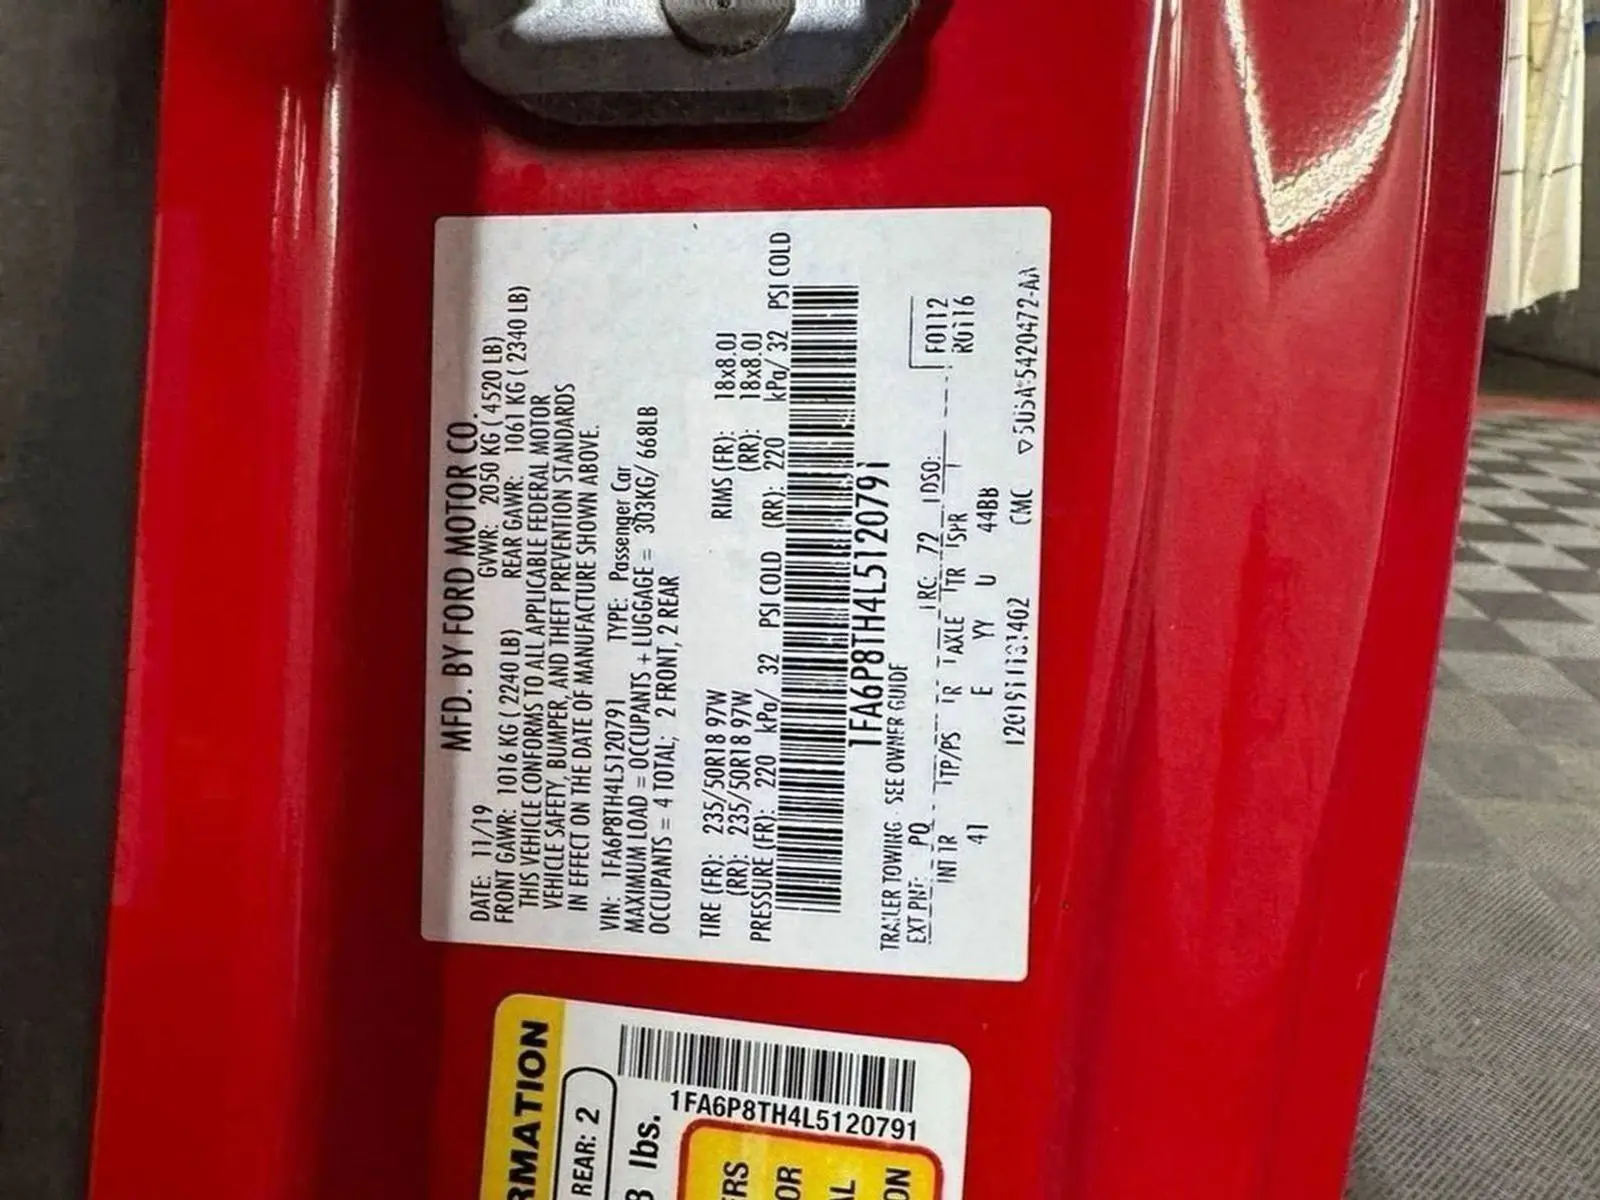 MFD. BY FORD MOTOR CO.
DATE: 11/19 GVWR: 2050 KG ( 4520 LB)
FRONT GAWR: 1016 KG ( 2240 LB) REAR GAWR: 1061 KG ( 2340 LB)
THIS VEHICLE CONFORMS TO ALL APPLICABLE FEDERAL MOTOR
VEHICLE SAFETY, BUMPER, AND THEFT PREVENTION STANDARDS
IN EFFECT ON THE DATE OF MANUFACTURE SHOWN ABOVE.
VIN: 1FA6P8TH4L5120791 TYPE: Passenger Car
MAXIMUM LOAD = OCCUPANTS + LUGGAGE = 303KG/ 668LB
OCCUPANTS = 4 TOTAL; 2 FRONT, 2 REAR
TIRE (FR): 235/50R18 97W RIMS (FR): 18x8.0J
(RR): 235/50R18 97W (RR): 18x8.0J
PRESSURE (FR): 220 kPa/ 32 PSI COLD (RR): 220 kPa/ 32 PSI COLD
1FA6P8TH4L5120791
TRAILER TOWING - SEE OWNER GUIDE
F0112
EXT PNT: PQ RC: 72 DSO:
R0116
INT TR TP/PS R AXLE TR SPR
41 E YY U 44BB
CMC
RMATION
REAR: 2
lbs.
1FA6P8TH4L5120791
ERS
OR
AL
ON